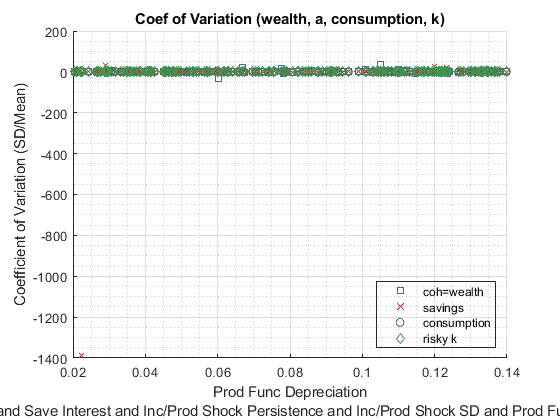 Coef of Variation (wealth, a, consumption, k)
200
0
-200
-400
-600
-800
-1000
-1200
-1400
Coefficient of Variation (SD/Mean)
coh=wealth
savings
consumption
risky k
0.02 0.04 0.06 0.08 0.1 0.12 0.14
Prod Func Depreciation
and Save Interest and Inc/Prod Shock Persistence and Inc/Prod Shock SD and Prod Fu